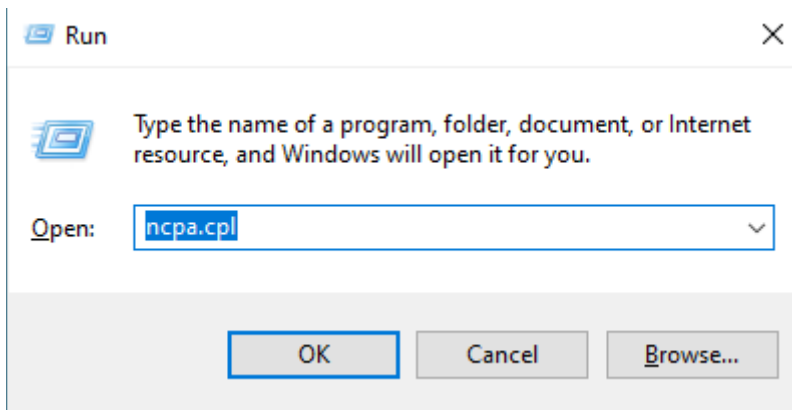 Run
Type the name of a program, folder, document, or Internet
resource, and Windows will open it for you.
Open: ncpa.cpl
OK Cancel Browse...